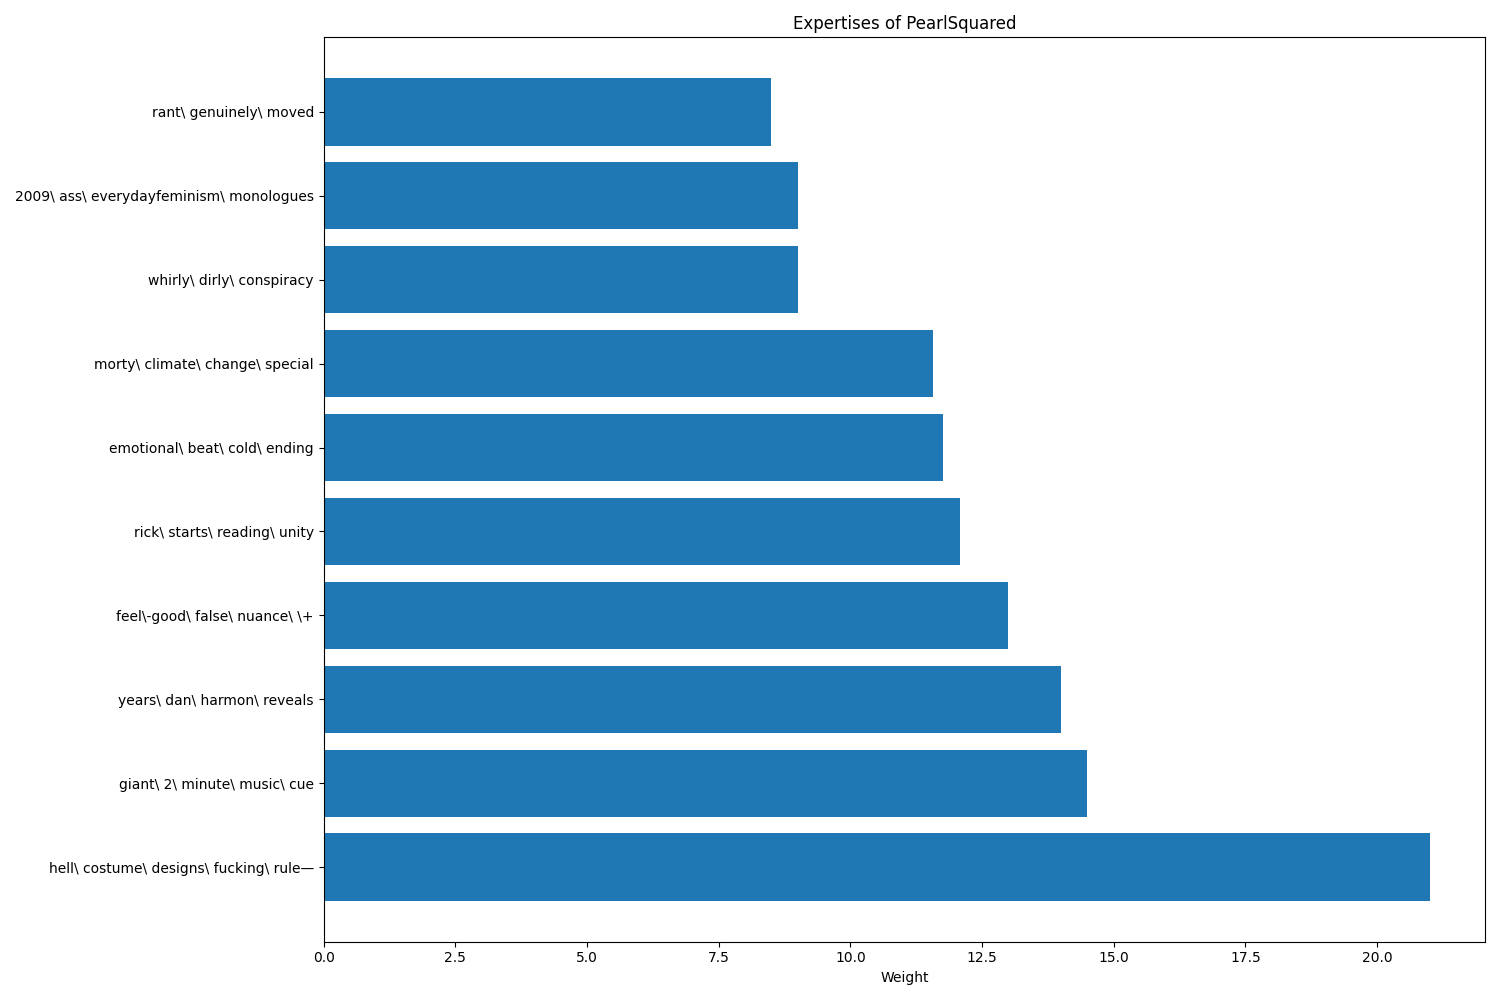 Expertises of PearlSquared
rant\ genuinely\ moved
2009\ ass\ everydayfeminism\ monologues
whirly\ dirly\ conspiracy
morty\ climate\ change\ special
emotional\ beat\ cold\ ending
rick\ starts\ reading\ unity
feel\-good\ false\ nuance\ \+
years\ dan\ harmon\ reveals
giant\ 2\ minute\ music\ cue
hell\ costume\ designs\ fucking\ rule—
0.0 2.5 5.0 7.5 10.0 12.5 15.0 17.5 20.0
Weight